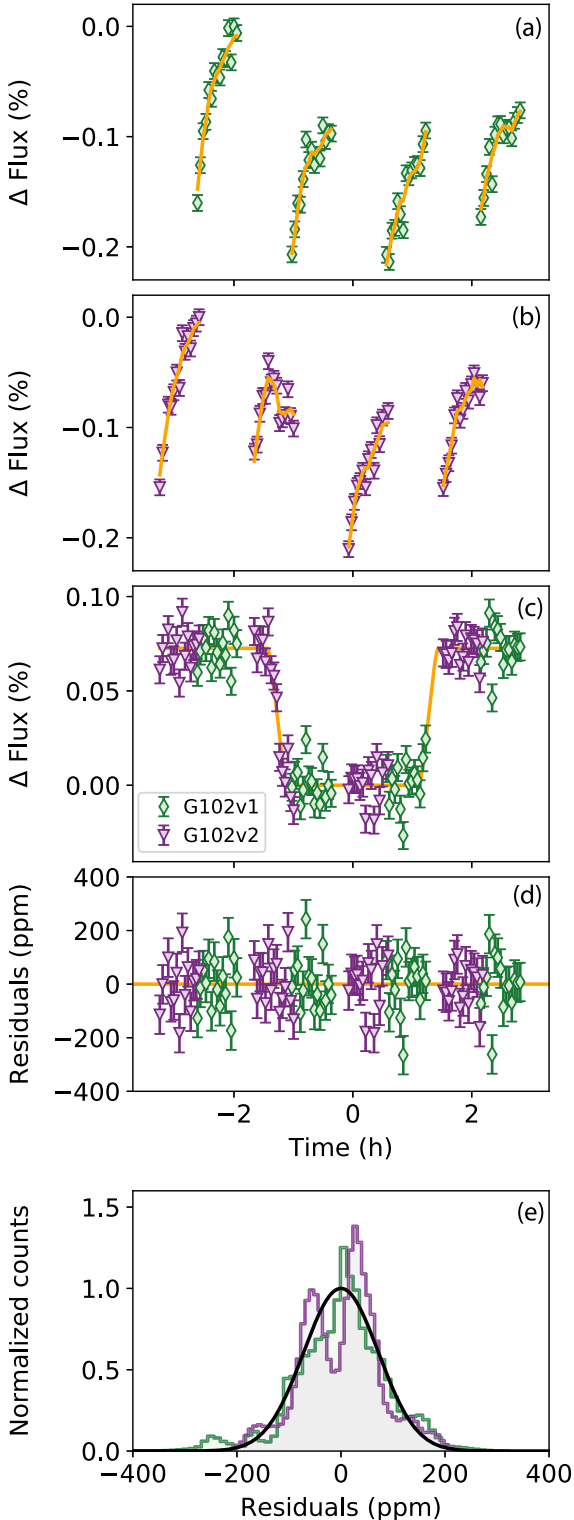 (a)
Δ Flux (%)
0.0
−0.1
−0.2
(b)
Δ Flux (%)
0.0
−0.1
−0.2
(c)
Δ Flux (%)
0.10
0.05
0.00
G102v1
G102v2
(d)
Residuals (ppm)
400
200
0
−200
−400
−2 0 2
Time (h)
(e)
Normalized counts
1.5
1.0
0.5
0.0
−400 −200 0 200 400
Residuals (ppm)